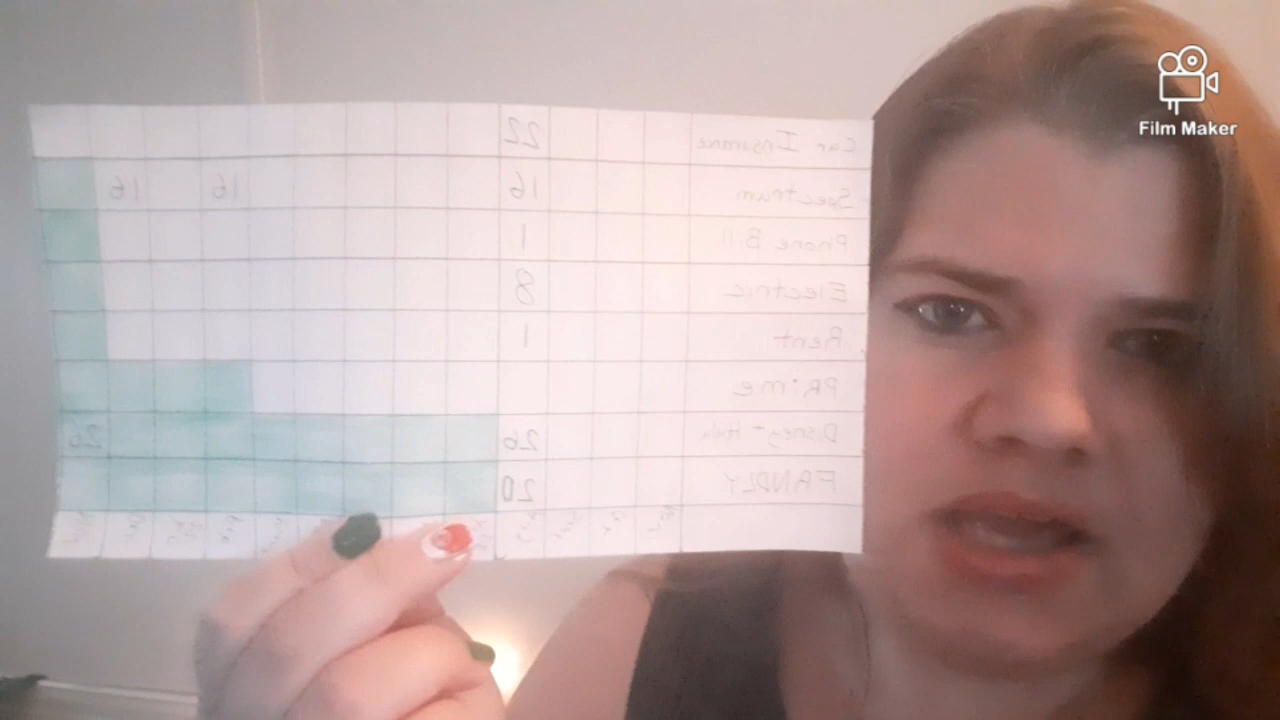 Film Maker
Car Insurance 22
Spectrum 16 16 16
Phone Bill 1
Electric 8
Rent 1
PRime
Disney + Hulu 26 26
FANDLY 20